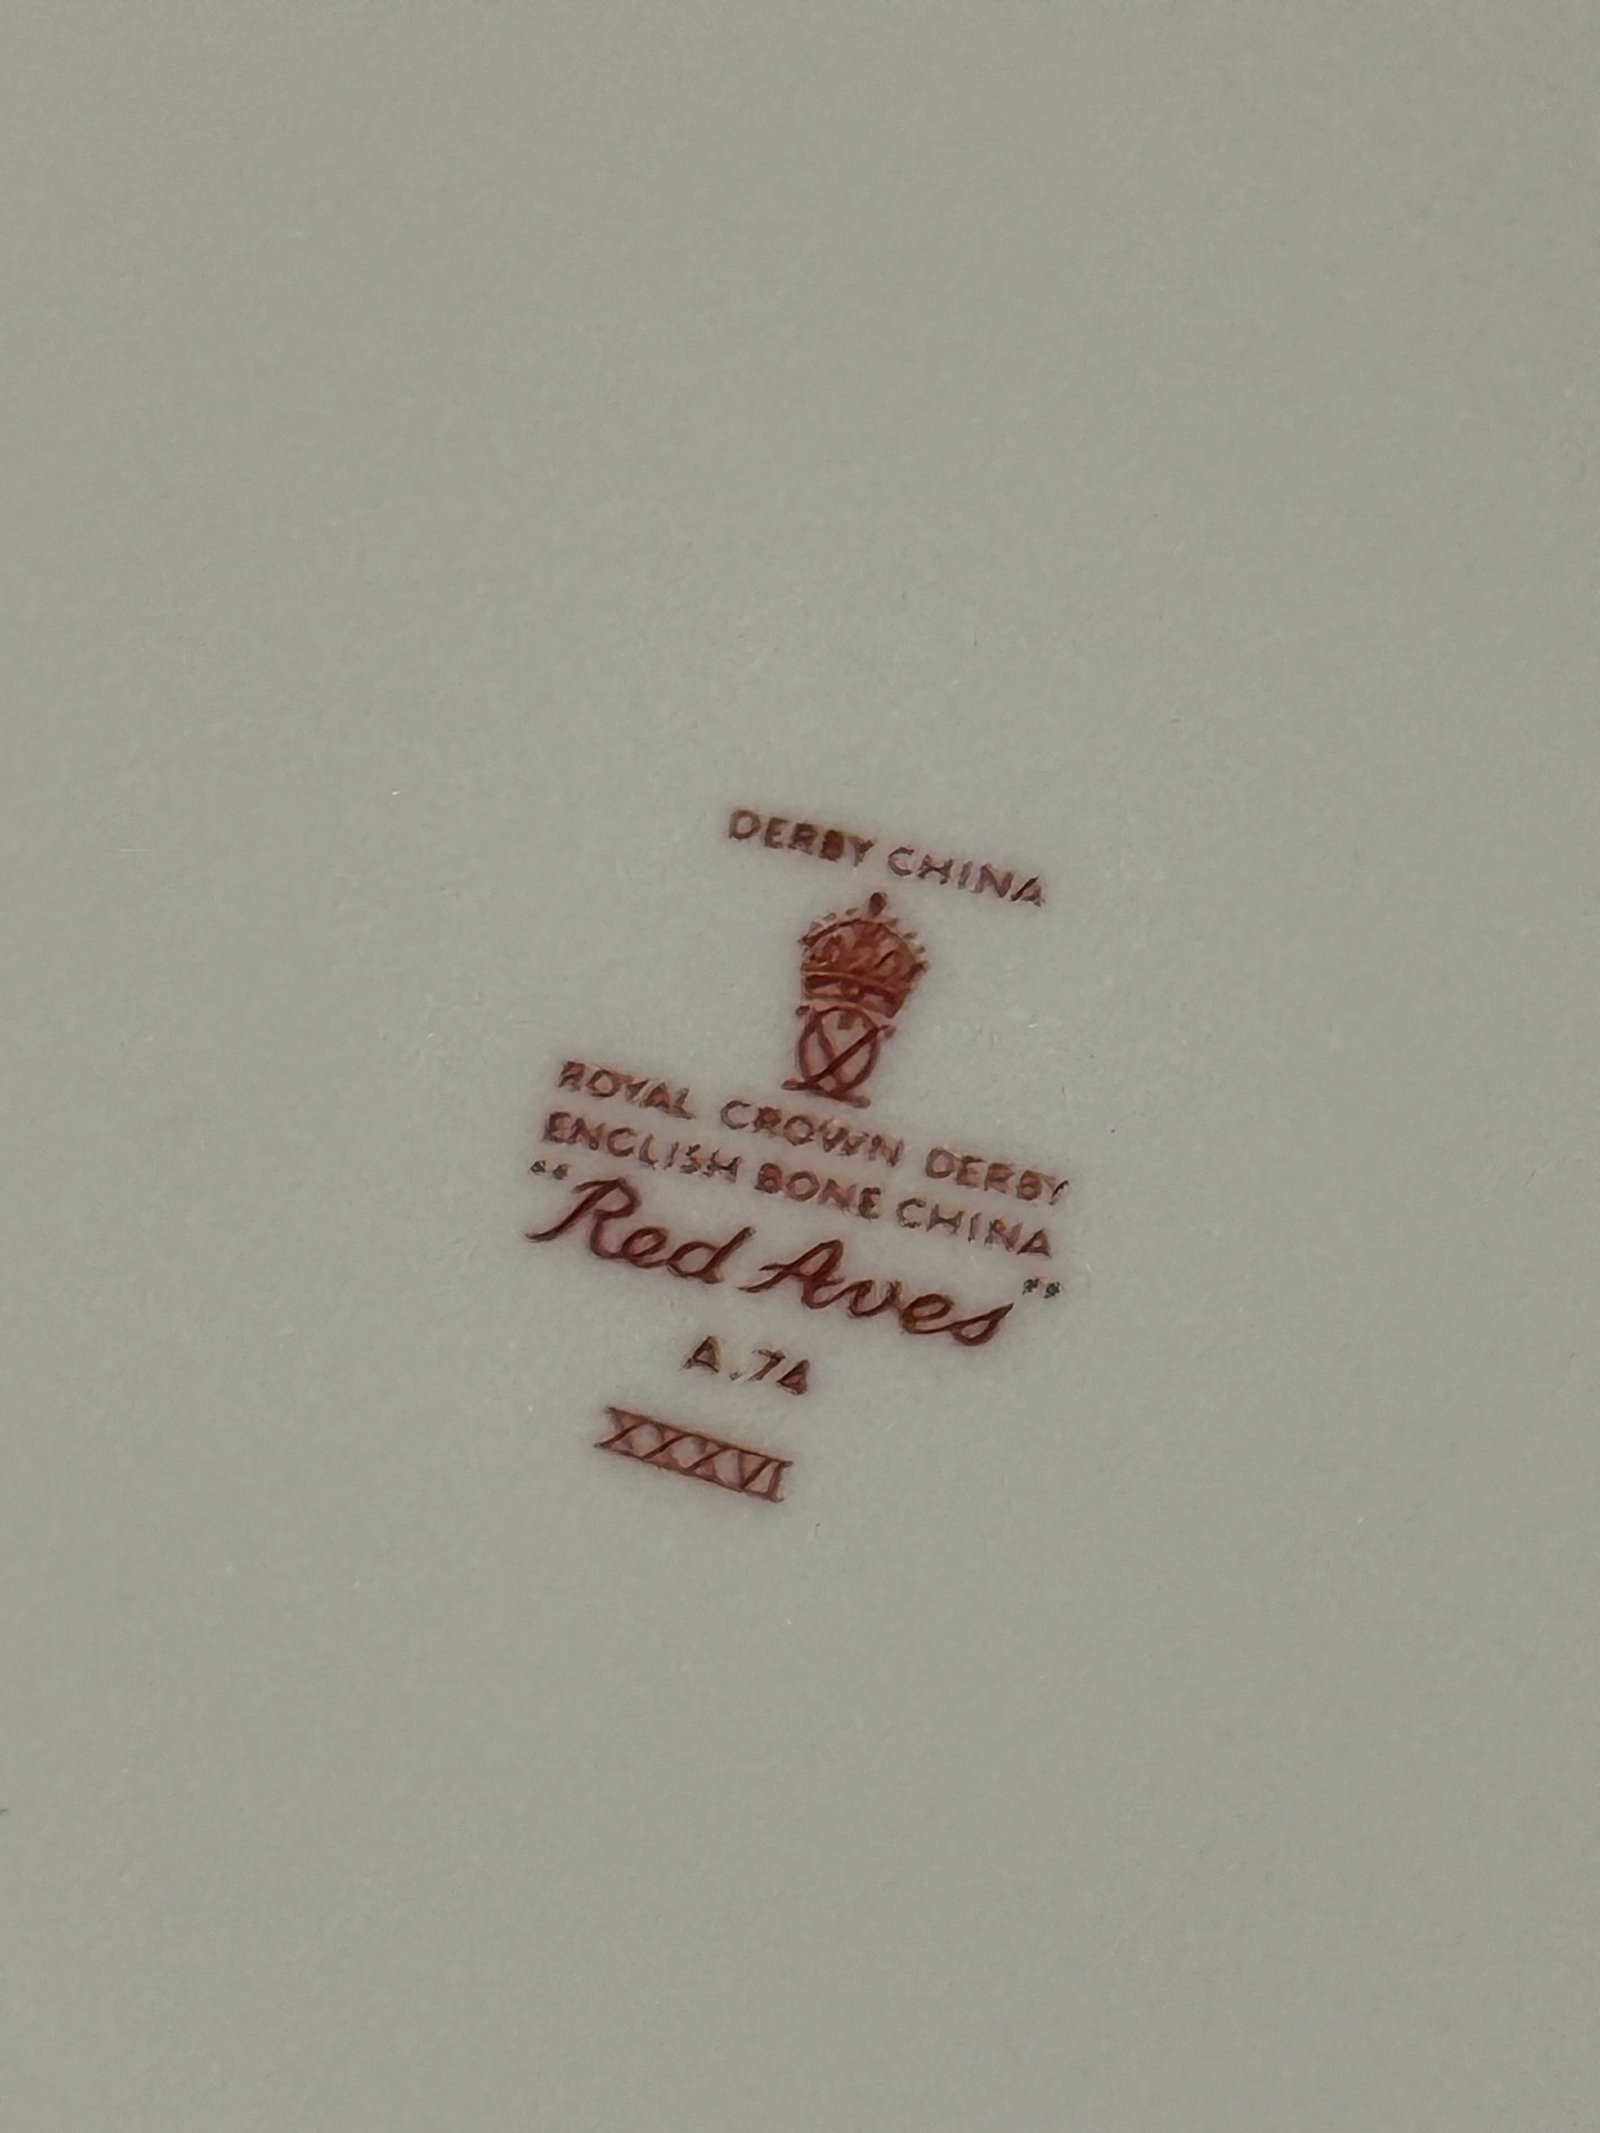 DERBY CHINA
ROYAL CROWN DERBY
ENGLISH BONE CHINA
"Red Aves"
A.74
XXXVI